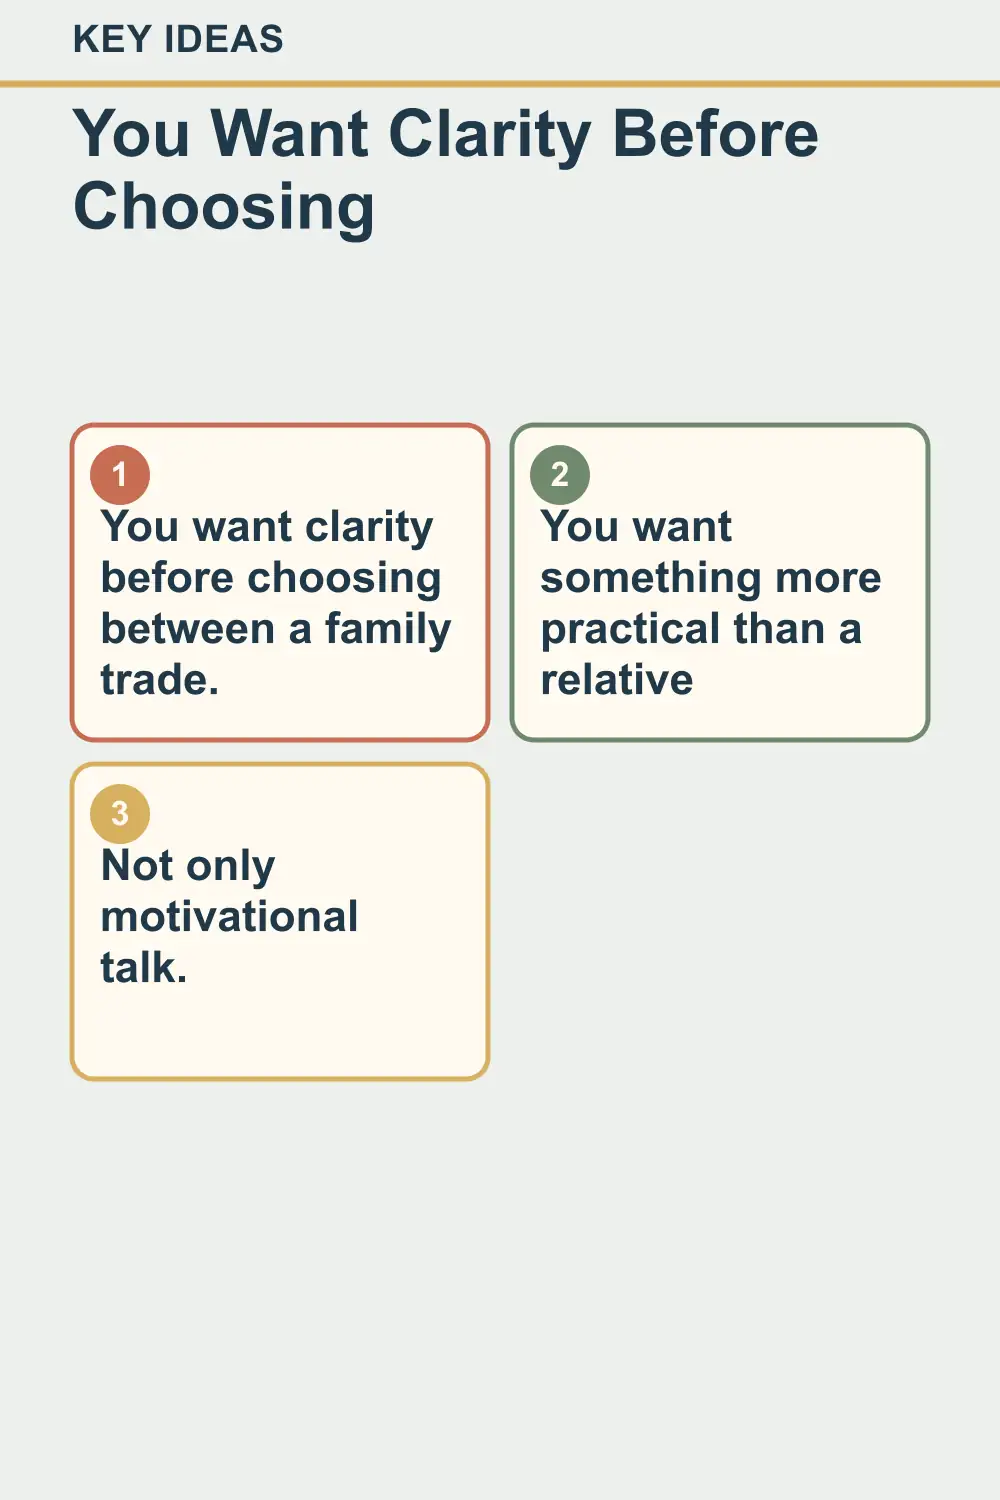 KEY IDEAS
You Want Clarity Before
Choosing
1
You want clarity
before choosing
between a family
trade.
2
You want
something more
practical than a
relative
3
Not only
motivational
talk.